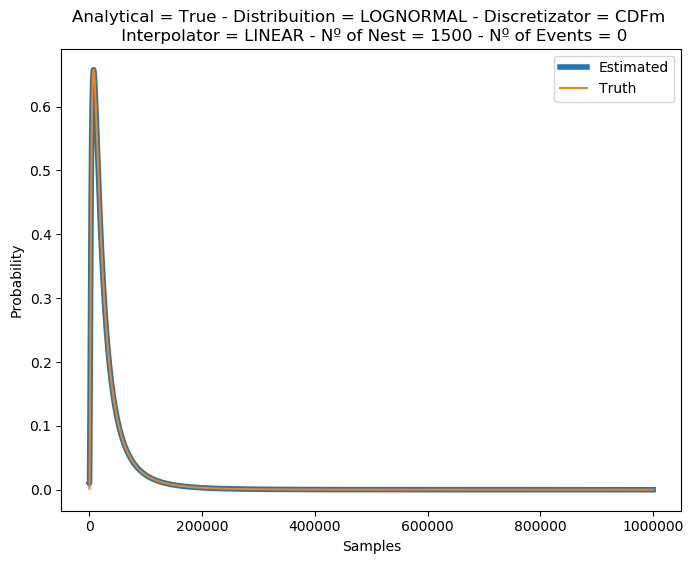 Analytical = True - Distribuition = LOGNORMAL - Discretizator = CDFm
Interpolator = LINEAR - Nº of Nest = 1500 - Nº of Events = 0
Estimated
Truth
Probability
0.6
0.5
0.4
0.3
0.2
0.1
0.0
0 200000 400000 600000 800000 1000000
Samples